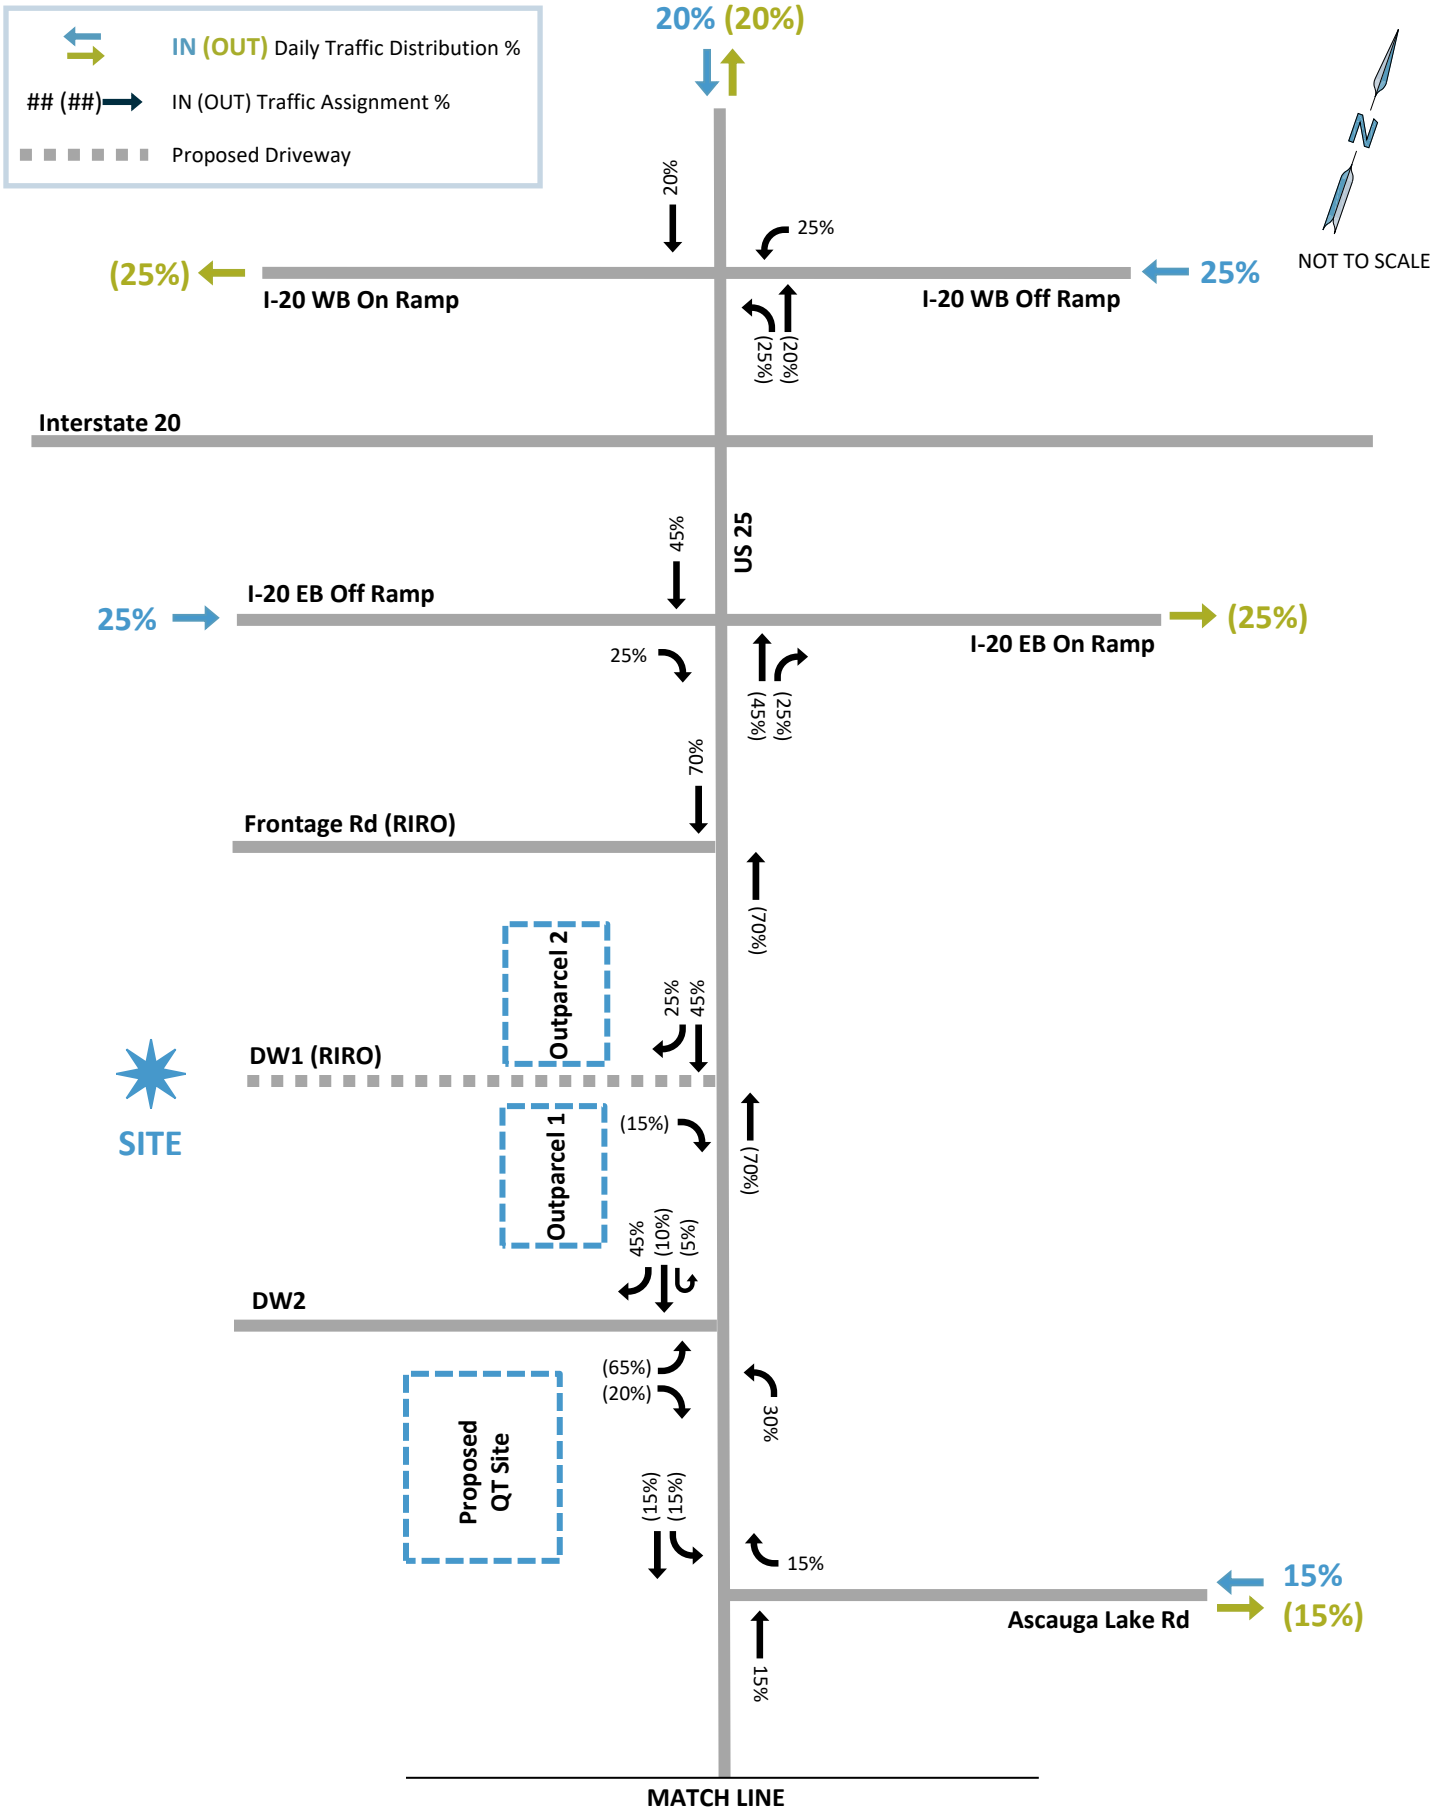 20% (20%)
IN (OUT) Daily Traffic Distribution %
## (##) IN (OUT) Traffic Assignment %
Proposed Driveway
N
NOT TO SCALE
20%
25%
(25%)
25%
I-20 WB On Ramp
I-20 WB Off Ramp
(25%)
(20%)
Interstate 20
US 25
45%
I-20 EB Off Ramp
25%
(25%)
I-20 EB On Ramp
25%
(45%)
(25%)
70%
Frontage Rd (RIRO)
(70%)
Outparcel 2
25%
45%
DW1 (RIRO)
SITE
Outparcel 1
(15%)
(70%)
45%
(10%)
(5%)
DW2
(65%)
(20%)
30%
Proposed
QT Site
(15%)
(15%)
15%
15%
(15%)
Ascauga Lake Rd
15%
MATCH LINE